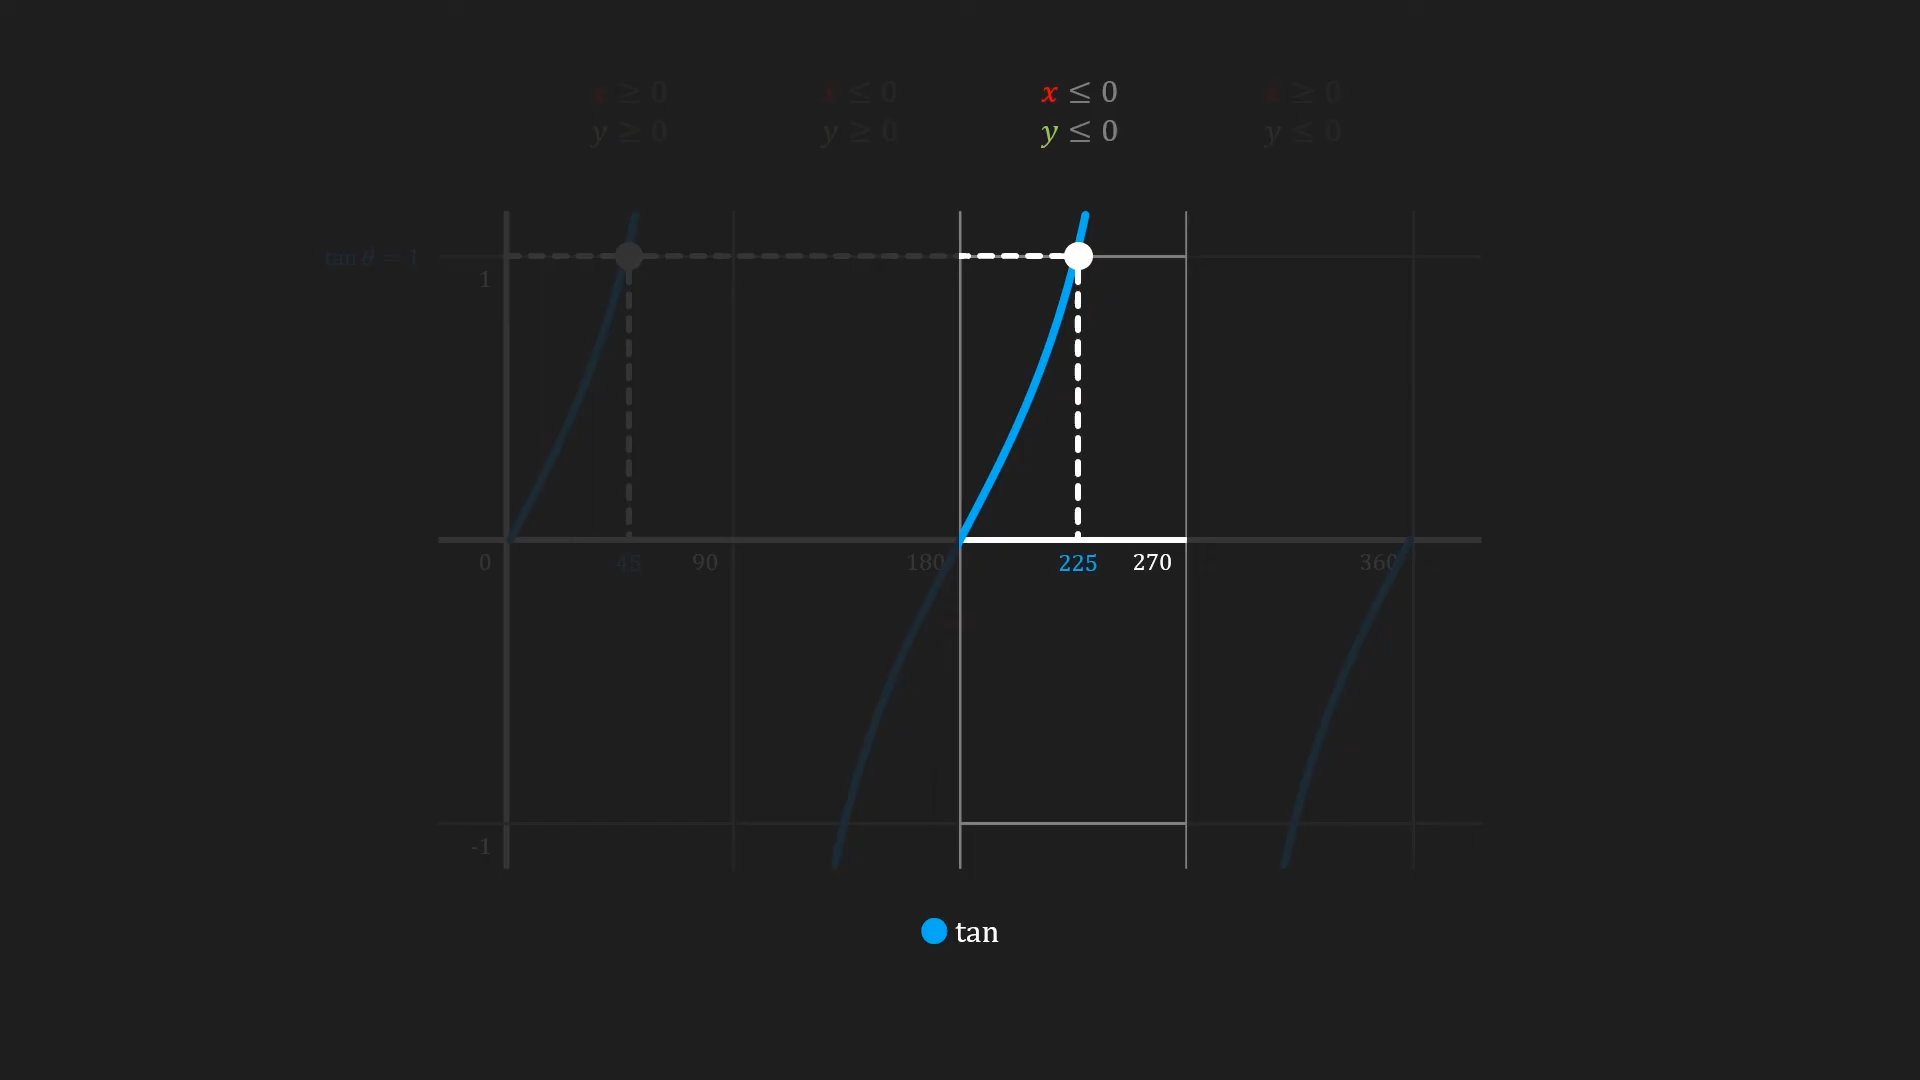 x ≥ 0 x ≤ 0 x ≤ 0 x ≥ 0
y ≥ 0 y ≥ 0 y ≤ 0 y ≤ 0
tan θ = 1
1
0 45 90 180 225 270 360
-1
tan